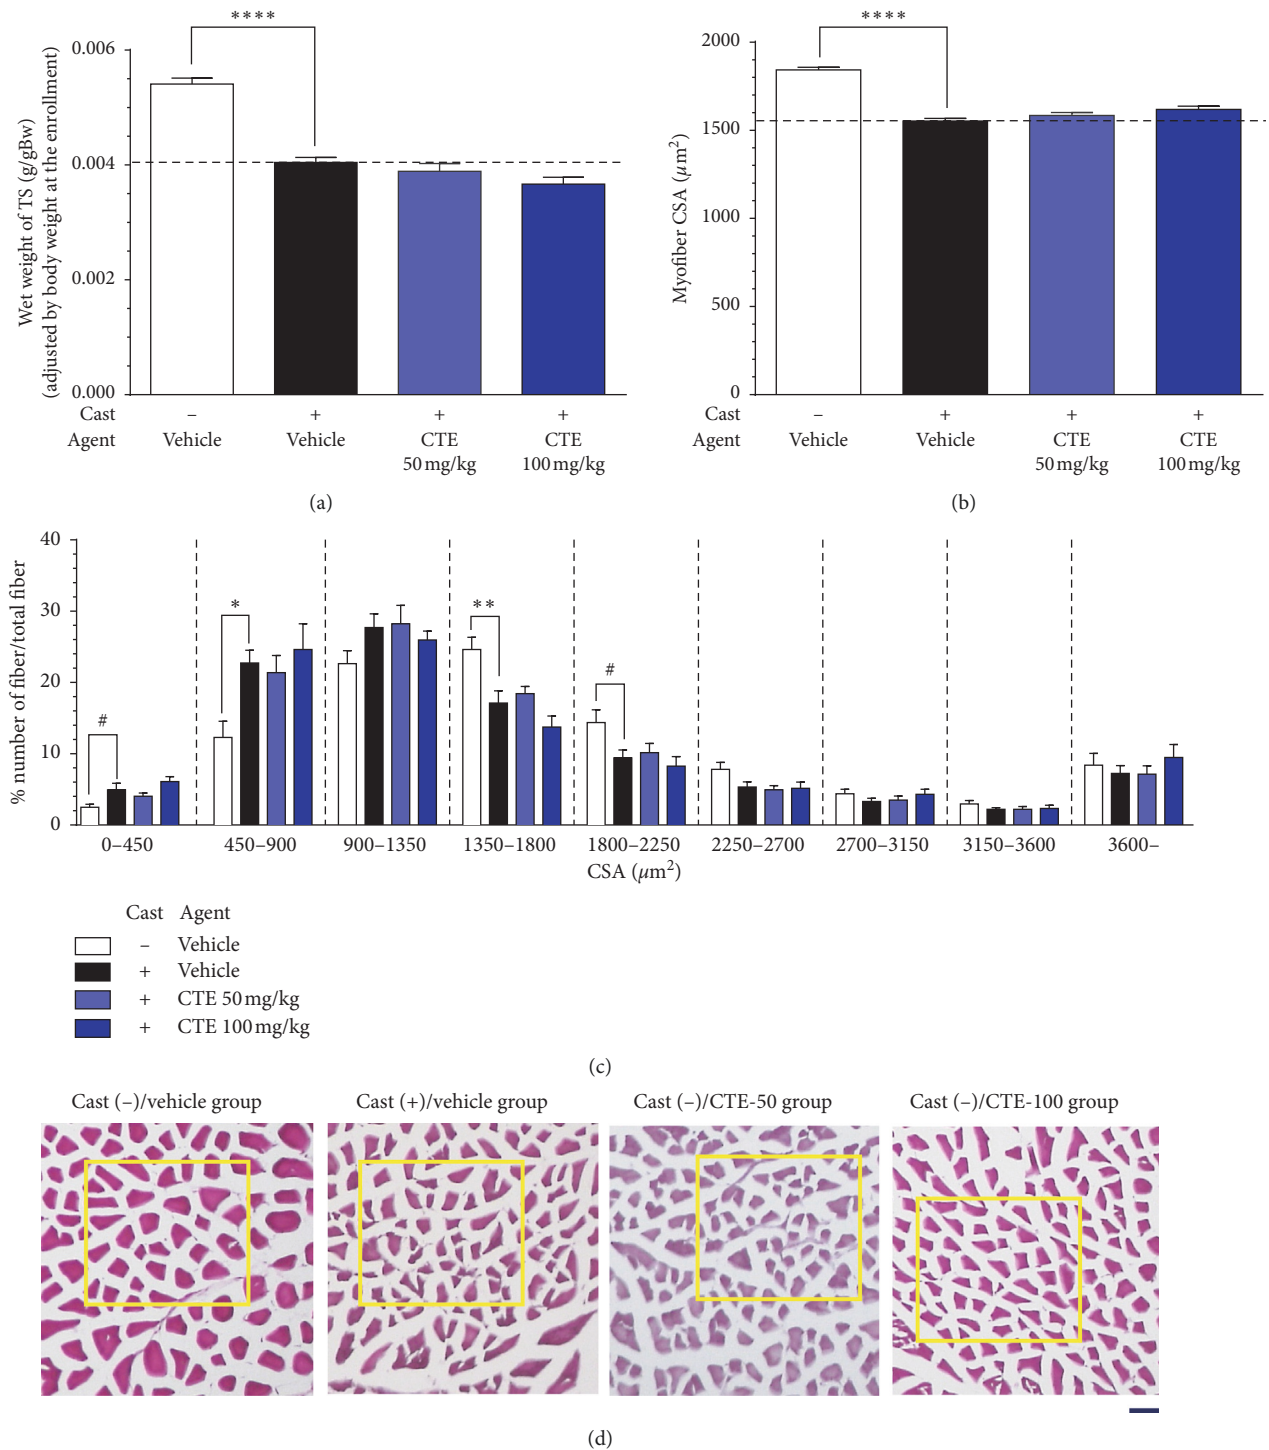 ****
0.006
0.004
0.002
0.000
Wet weight of TS (g/gBw)
(adjusted by body weight at the enrollment)
Cast – + + +
Agent Vehicle Vehicle CTE CTE
50 mg/kg 100 mg/kg
(a)
****
2000
1500
1000
500
0
Myofiber CSA (μm²)
Cast – + + +
Agent Vehicle Vehicle CTE CTE
50 mg/kg 100 mg/kg
(b)
40
30
20
10
0
% number of fiber/total fiber
#
*
**
#
0–450 450–900 900–1350 1350–1800 1800–2250 2250–2700 2700–3150 3150–3600 3600–
CSA (μm²)
Cast Agent
– Vehicle
+ Vehicle
+ CTE 50 mg/kg
+ CTE 100 mg/kg
(c)
Cast (–)/vehicle group Cast (+)/vehicle group Cast (–)/CTE-50 group Cast (–)/CTE-100 group
(d)